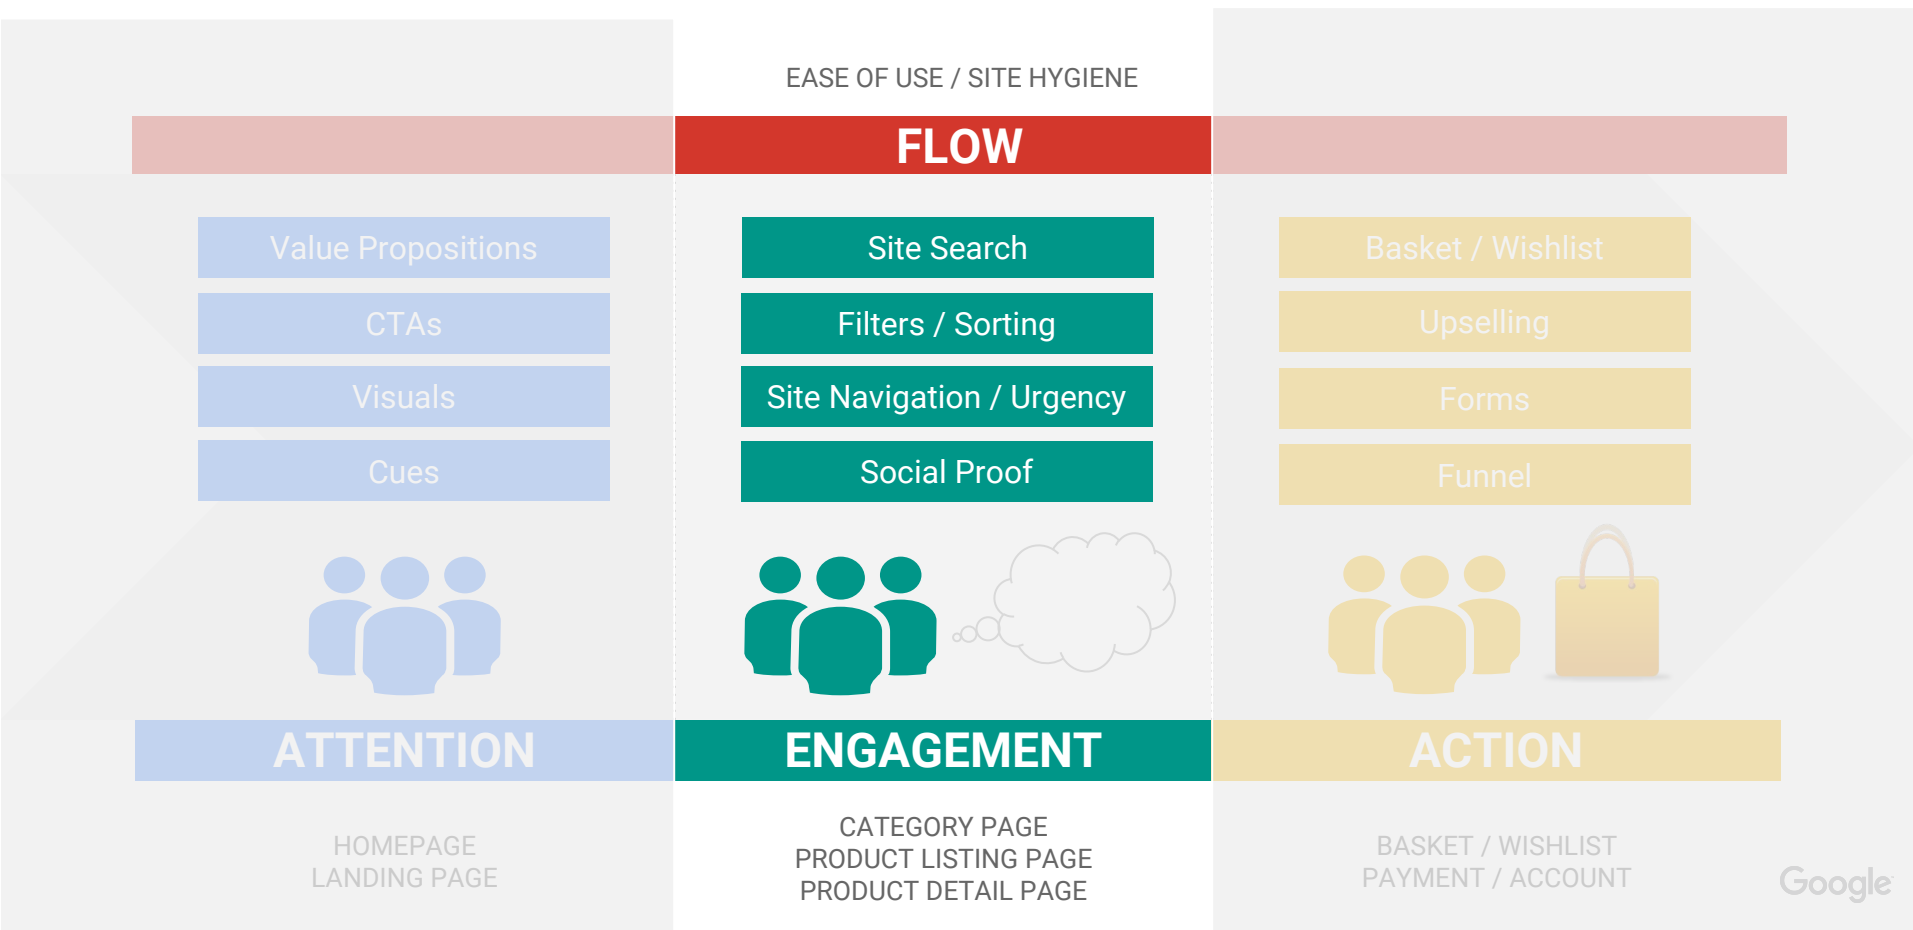 EASE OF USE / SITE HYGIENE
FLOW
Value Propositions
CTAs
Visuals
Cues
Site Search
Filters / Sorting
Site Navigation / Urgency
Social Proof
Basket / Wishlist
Upselling
Forms
Funnel
ATTENTION
ENGAGEMENT
ACTION
HOMEPAGE
LANDING PAGE
CATEGORY PAGE
PRODUCT LISTING PAGE
PRODUCT DETAIL PAGE
BASKET / WISHLIST
PAYMENT / ACCOUNT
Google